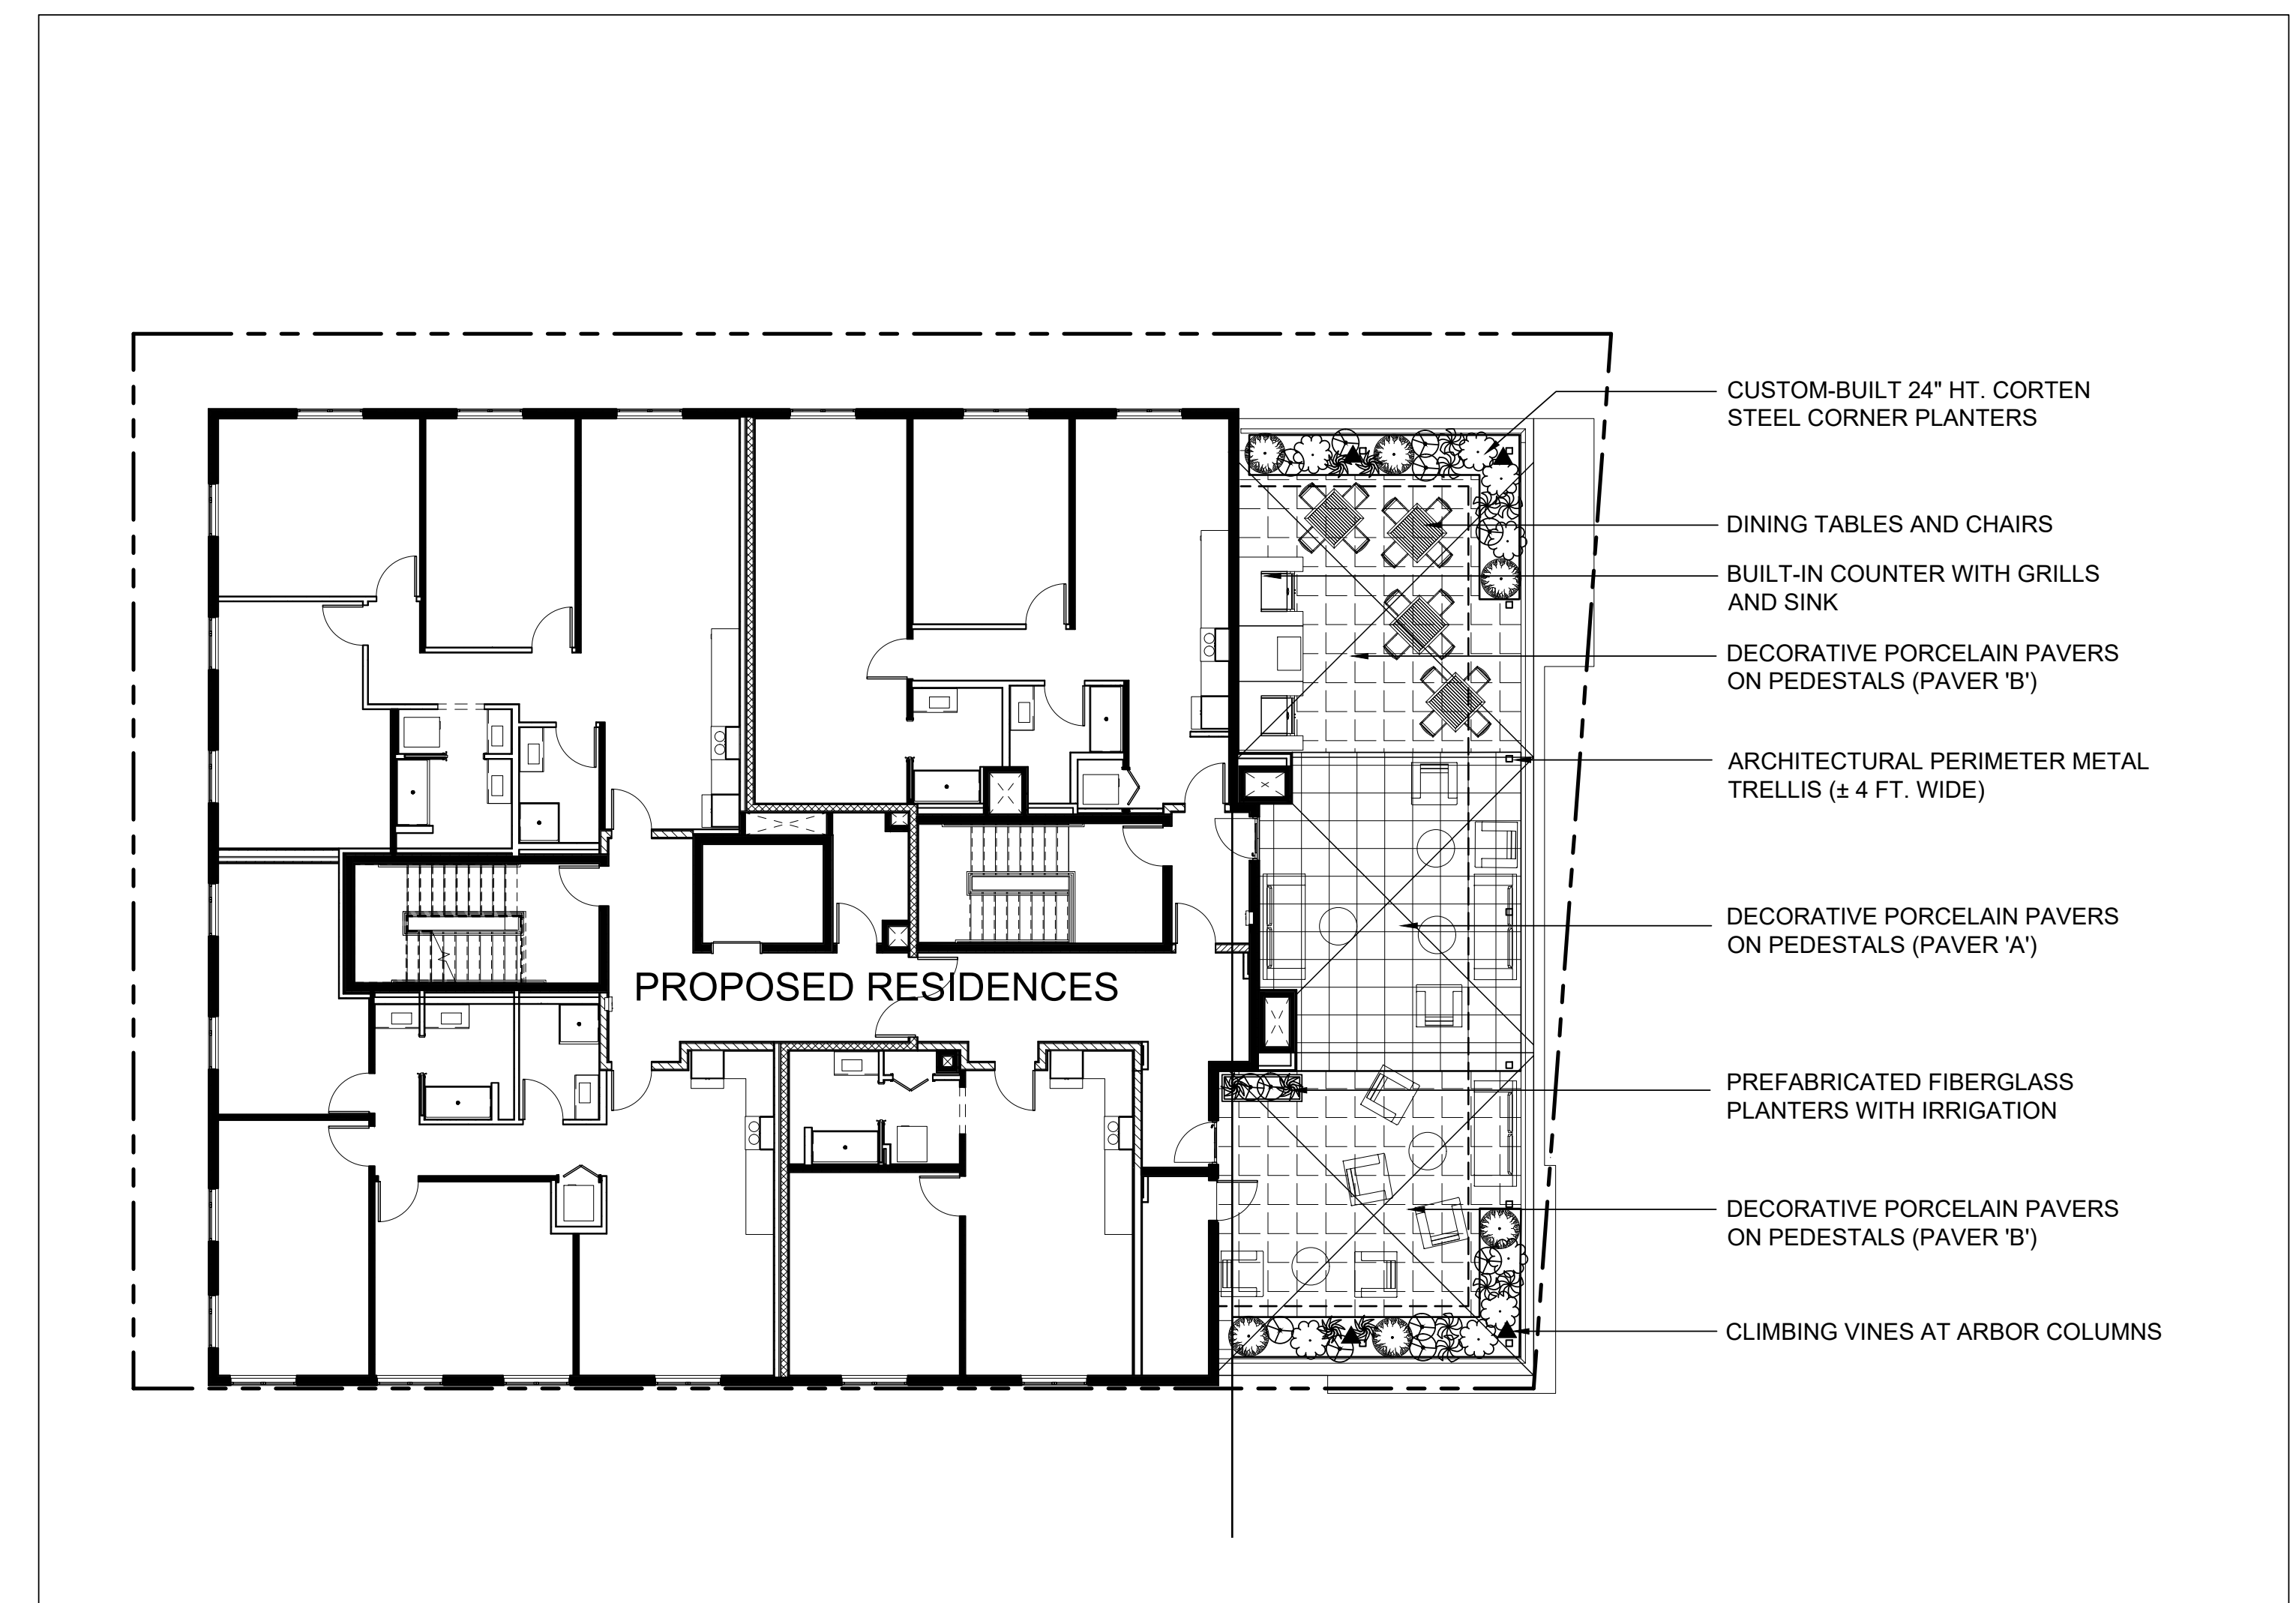 CUSTOM-BUILT 24" HT. CORTEN
STEEL CORNER PLANTERS
DINING TABLES AND CHAIRS
BUILT-IN COUNTER WITH GRILLS
AND SINK
DECORATIVE PORCELAIN PAVERS
ON PEDESTALS (PAVER 'B')
ARCHITECTURAL PERIMETER METAL
TRELLIS (± 4 FT. WIDE)
DECORATIVE PORCELAIN PAVERS
ON PEDESTALS (PAVER 'A')
PROPOSED RESIDENCES
PREFABRICATED FIBERGLASS
PLANTERS WITH IRRIGATION
DECORATIVE PORCELAIN PAVERS
ON PEDESTALS (PAVER 'B')
CLIMBING VINES AT ARBOR COLUMNS